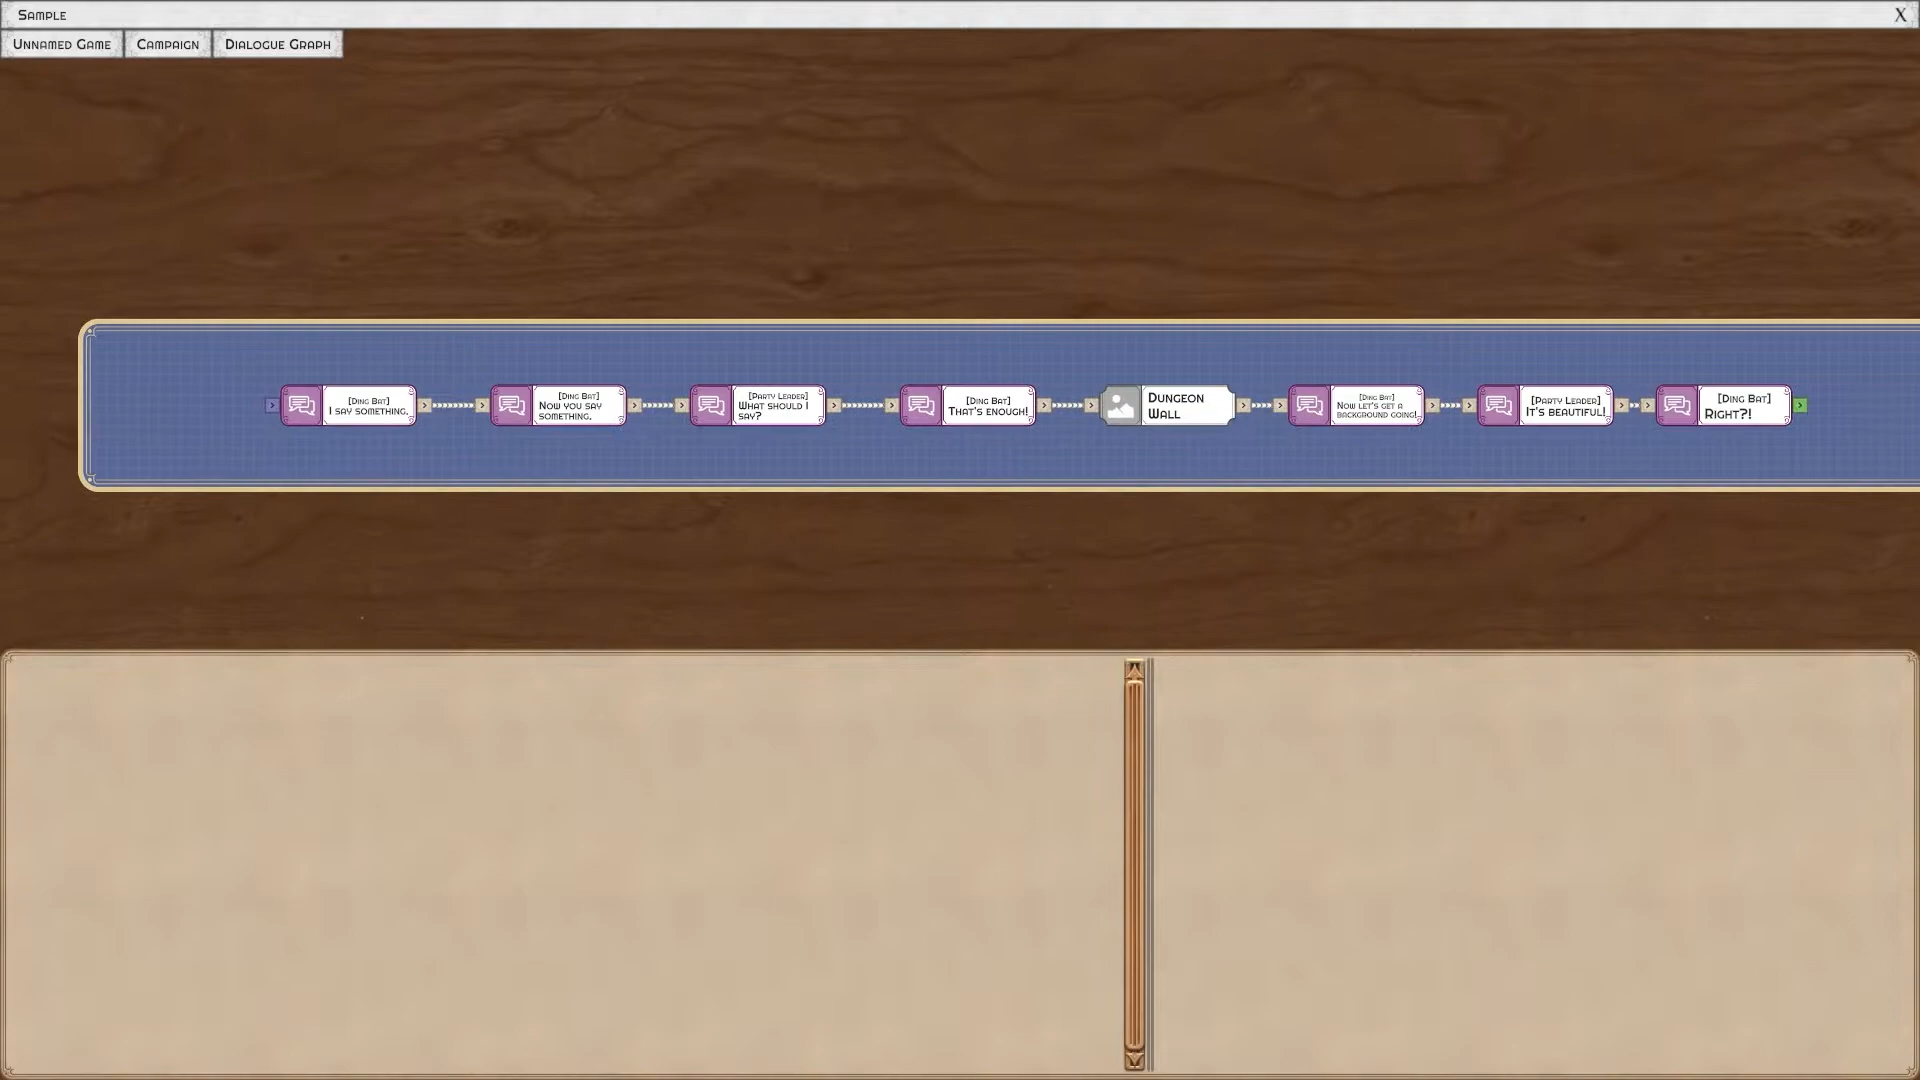 Sample
X
Unnamed Game
Campaign
Dialogue Graph
[Ding Bat]
I say something.
[Ding Bat]
Now you say
something.
[Party Leader]
What should I
say?
[Ding Bat]
That's enough!
Dungeon
Wall
[Ding Bat]
Now let's get a
background going!
[Party Leader]
It's beautiful!
[Ding Bat]
Right?!